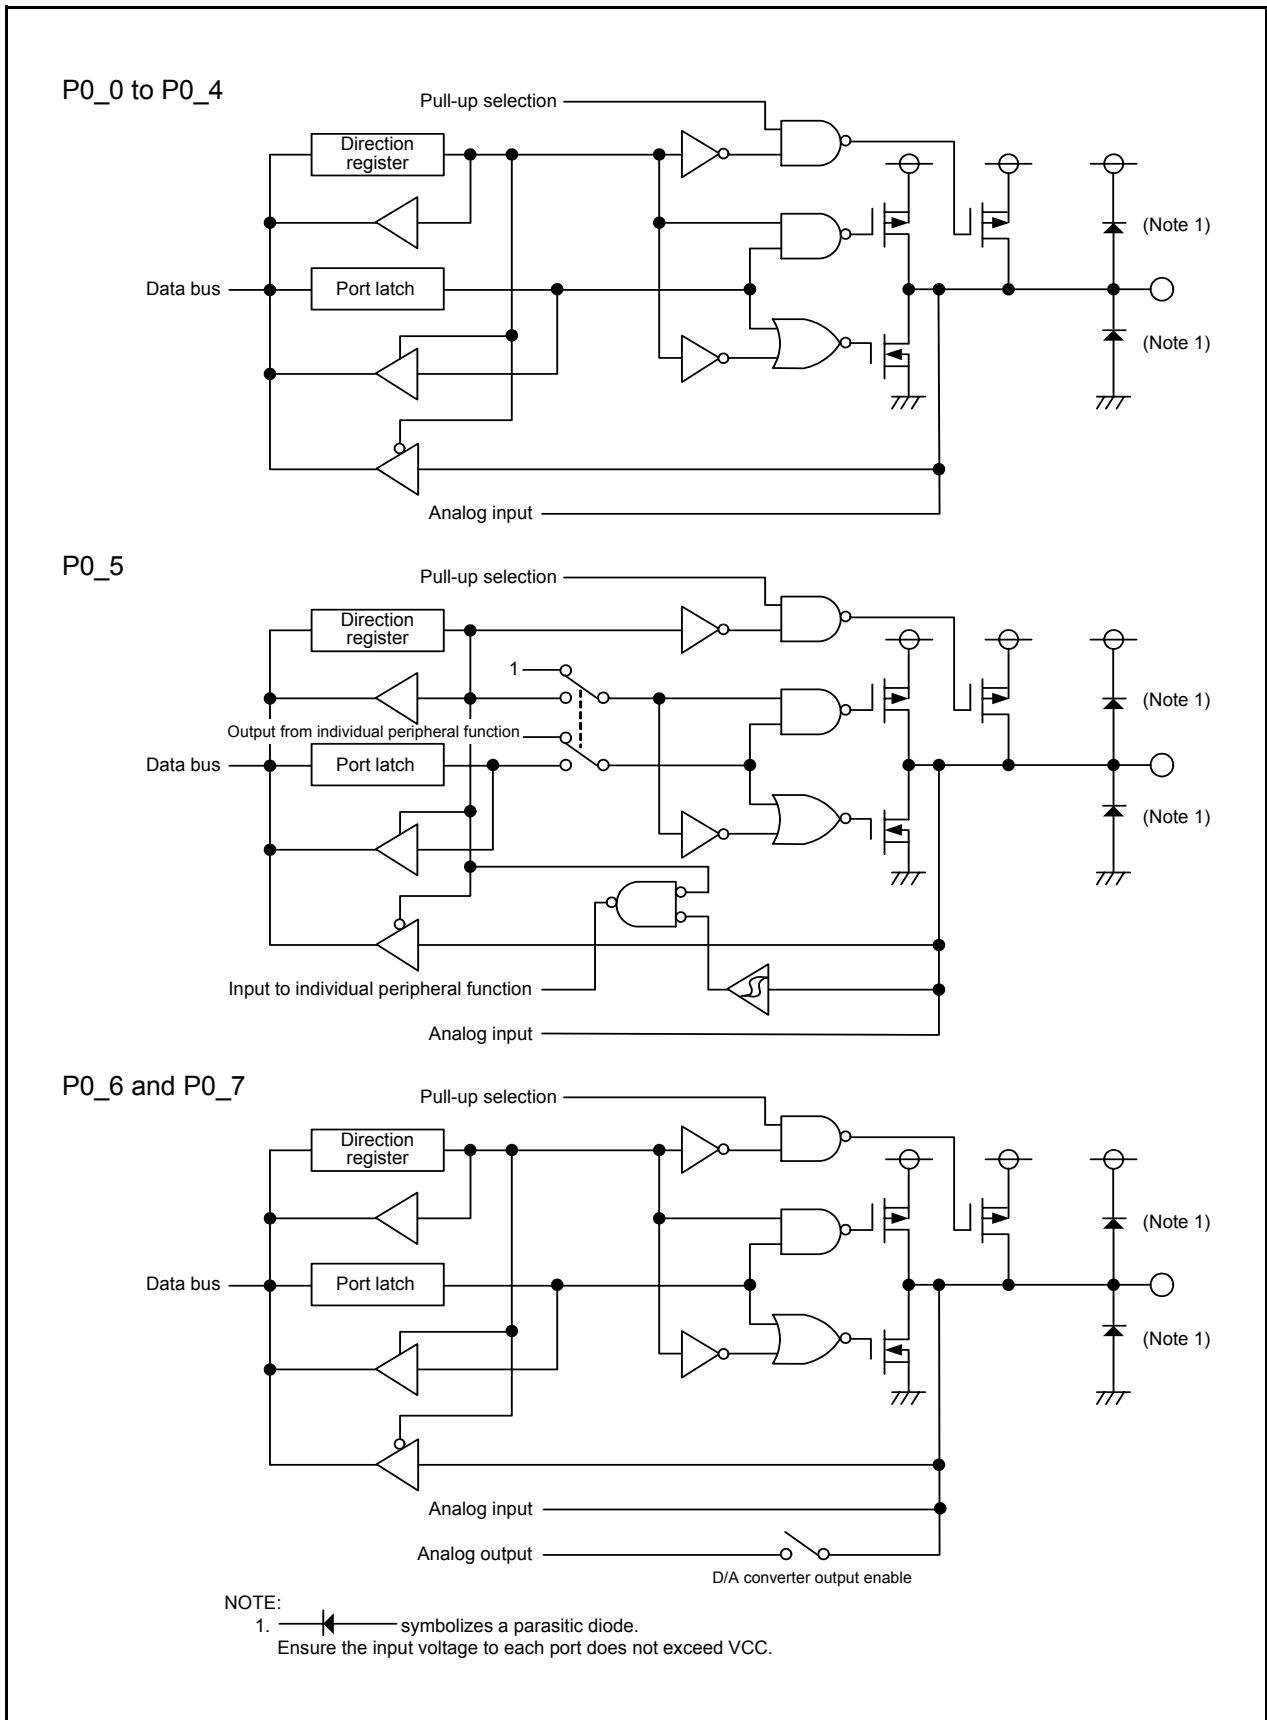 P0_0 to P0_4
Pull-up selection
Direction
register
(Note 1)
Data bus
Port latch
(Note 1)
Analog input
P0_5
Pull-up selection
Direction
register
1
(Note 1)
Output from individual peripheral function
Data bus
Port latch
(Note 1)
Input to individual peripheral function
Analog input
P0_6 and P0_7
Pull-up selection
Direction
register
(Note 1)
Data bus
Port latch
(Note 1)
Analog input
Analog output
D/A converter output enable
NOTE:
1. symbolizes a parasitic diode.
Ensure the input voltage to each port does not exceed VCC.